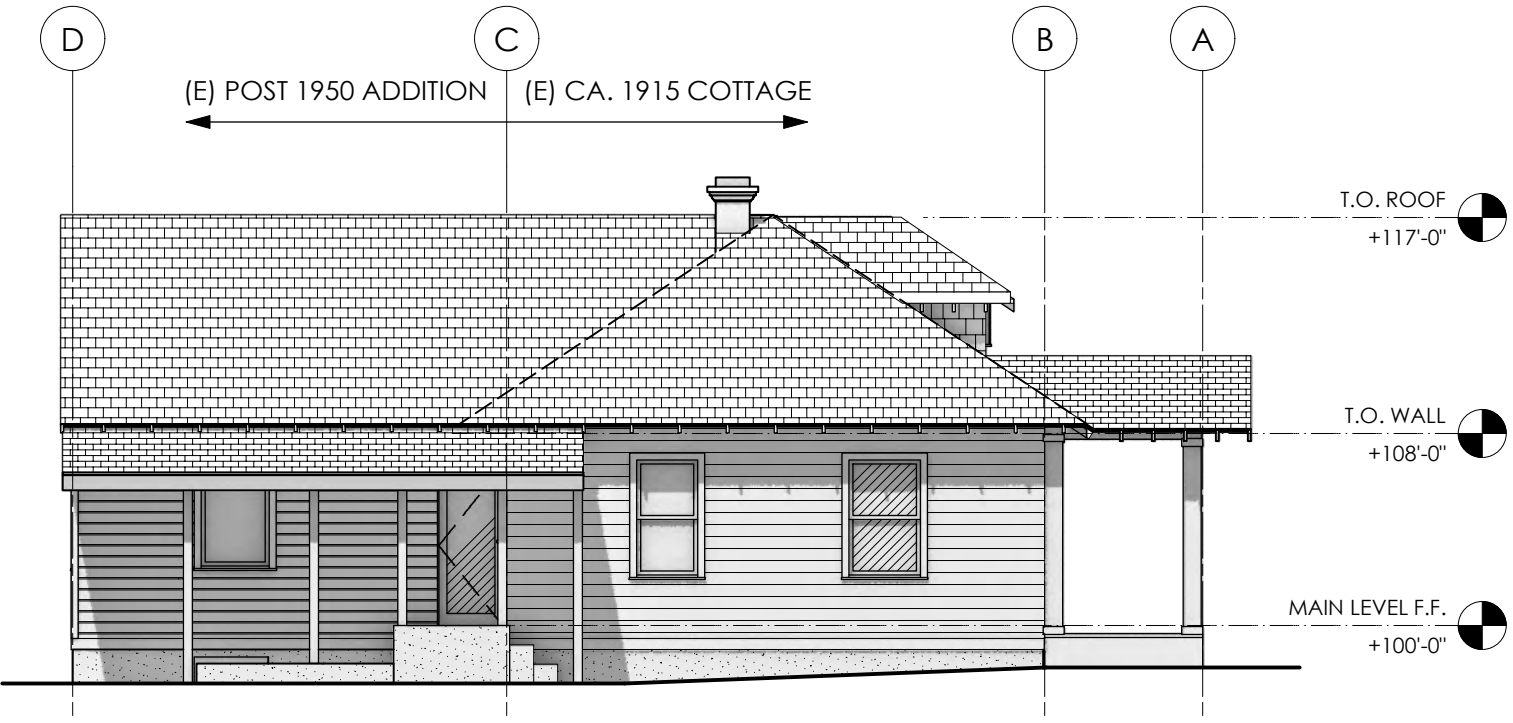 D
C
B
A
(E) POST 1950 ADDITION
(E) CA. 1915 COTTAGE
T.O. ROOF
+117'-0"
T.O. WALL
+108'-0"
MAIN LEVEL F.F.
+100'-0"